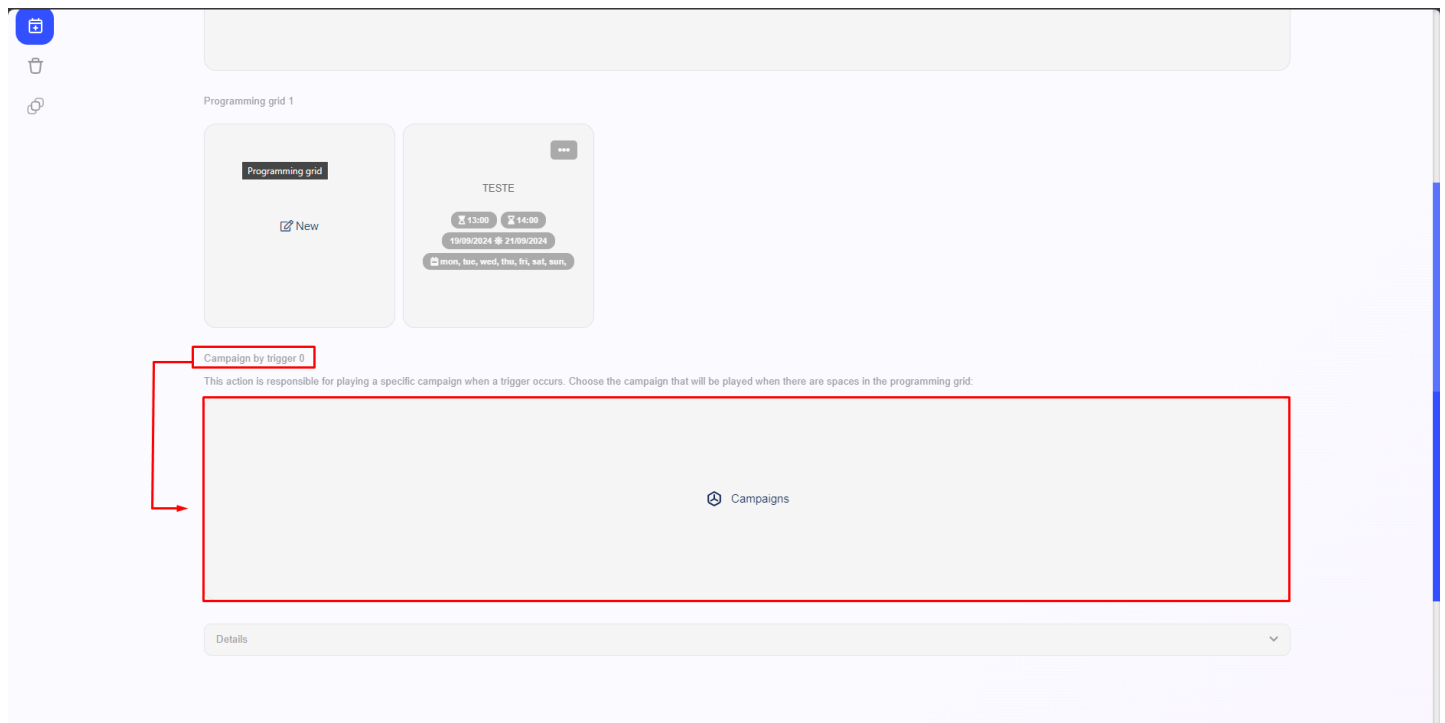 Programming grid 1
Programming grid
New
•••
TESTE
13:00 14:00
19/09/2024 21/09/2024
mon, tue, wed, thu, fri, sat, sun,
Campaign by trigger 0
This action is responsible for playing a specific campaign when a trigger occurs. Choose the campaign that will be played when there are spaces in the programming grid:
Campaigns
Details